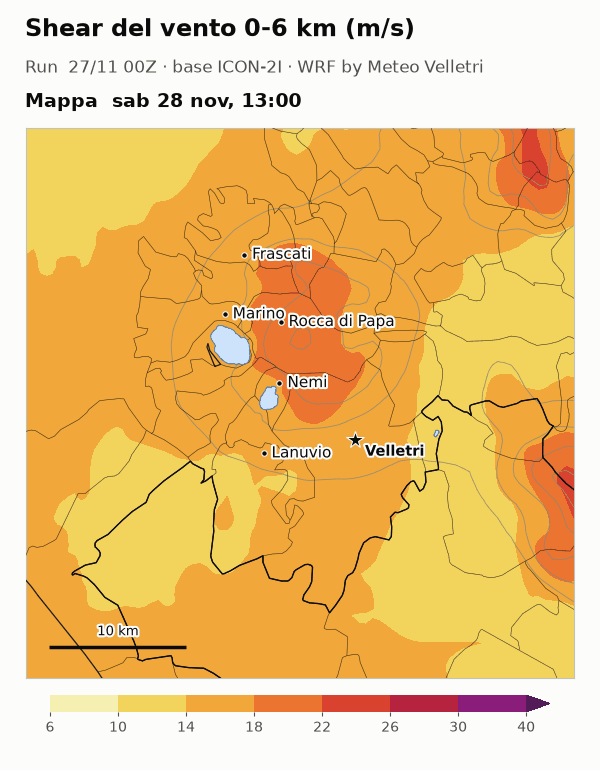 Shear del vento 0-6 km (m/s)
Run  27/11 00Z · base ICON-2I · WRF by Meteo Velletri
Mappa  sab 28 nov, 13:00
Frascati
Marino
Rocca di Papa
Nemi
Velletri
Lanuvio
10 km
6 10 14 18 22 26 30 40